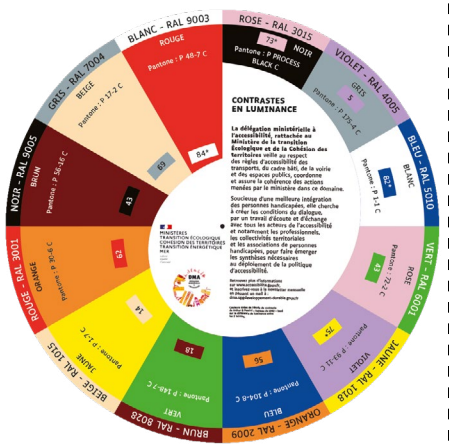 BLANC - RAL 9003
ROUGE
Pantone : P 48-7 C
84*
ROSE - RAL 3015
NOIR
Pantone : P PROCESS
BLACK C
73*
VIOLET - RAL 4005
GRIS
Pantone : P 175-4 C
5
BLEU - RAL 5010
BLANC
Pantone : P 1-1 C
82*
VERT - RAL 6001
ROSE
Pantone : 72-2 C
43
JAUNE - RAL 1018
VIOLET
Pantone : P 93-11 C
75*
ORANGE - RAL 2009
BLEU
Pantone : P 104-8 C
56
BRUN - RAL 8028
VERT
Pantone : P 148-7 C
18
BEIGE - RAL 1015
JAUNE
Pantone : P 1-7 C
14
ROUGE - RAL 3001
ORANGE
Pantone : P 30-6 C
62
NOIR - RAL 9005
BRUN
Pantone : P 56-16 C
43
GRIS - RAL 7004
BEIGE
Pantone : P 17-2 C
69
CONTRASTES
EN LUMINANCE
La délégation ministérielle à
l'accessibilité, rattachée au
Ministère de la transition
Écologique et de la Cohésion des
Territoires veille au respect
des règles d'accessibilité des
transports, du cadre bâti, de la voirie
et des espaces publics, coordonne
et assure la cohérence des actions
menées par le ministère dans ce domaine.
Soucieuse d'une meilleure intégration
des personnes handicapées, elle cherche
à créer les conditions du dialogue,
par un travail d'écoute et d'échange
avec tous les acteurs de l'accessibilité
et notamment les professionnels,
les collectivités territoriales
et les associations de personnes
handicapées, pour faire émerger
les synthèses nécessaires
au déploiement de la politique
d'accessibilité.
MINISTÈRES
TRANSITION ÉCOLOGIQUE
COHÉSION DES TERRITOIRES
TRANSITION ÉNERGÉTIQUE
MER
DMA